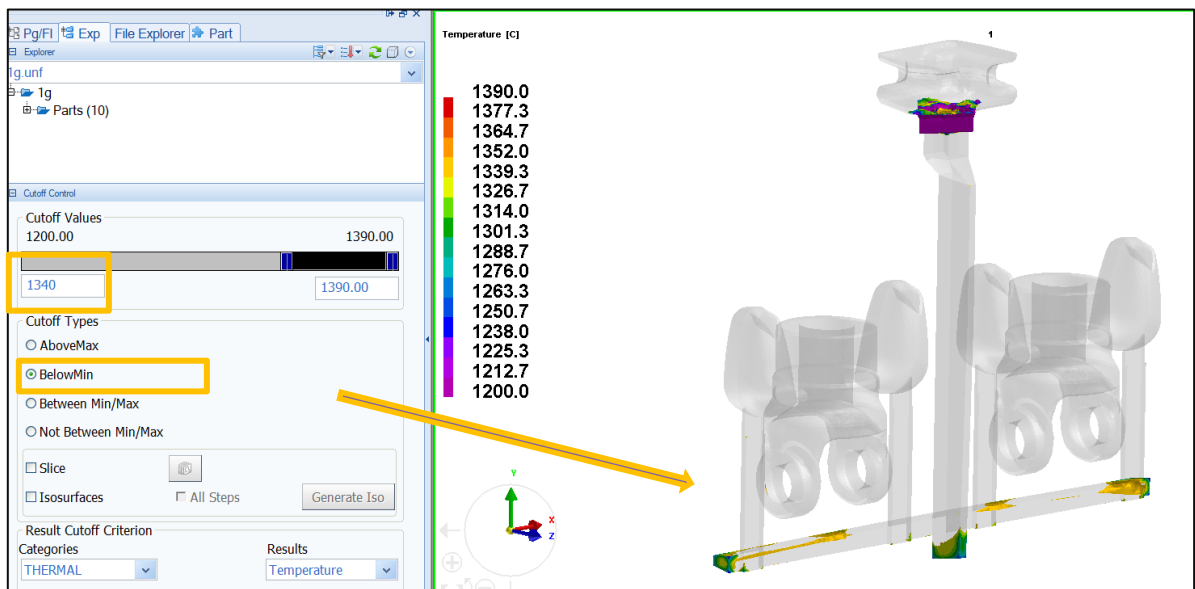 Pg/Fl Exp File Explorer Part
Explorer
1g.unf
1g
Parts (10)
Cutoff Control
Cutoff Values
1200.00 1390.00
1340 1390.00
Cutoff Types
AboveMax
BelowMin
Between Min/Max
Not Between Min/Max
Slice
Isosurfaces All Steps Generate Iso
Result Cutoff Criterion
Categories Results
THERMAL Temperature
Temperature [C]
1
1390.0
1377.3
1364.7
1352.0
1339.3
1326.7
1314.0
1301.3
1288.7
1276.0
1263.3
1250.7
1238.0
1225.3
1212.7
1200.0
Y
X
Z